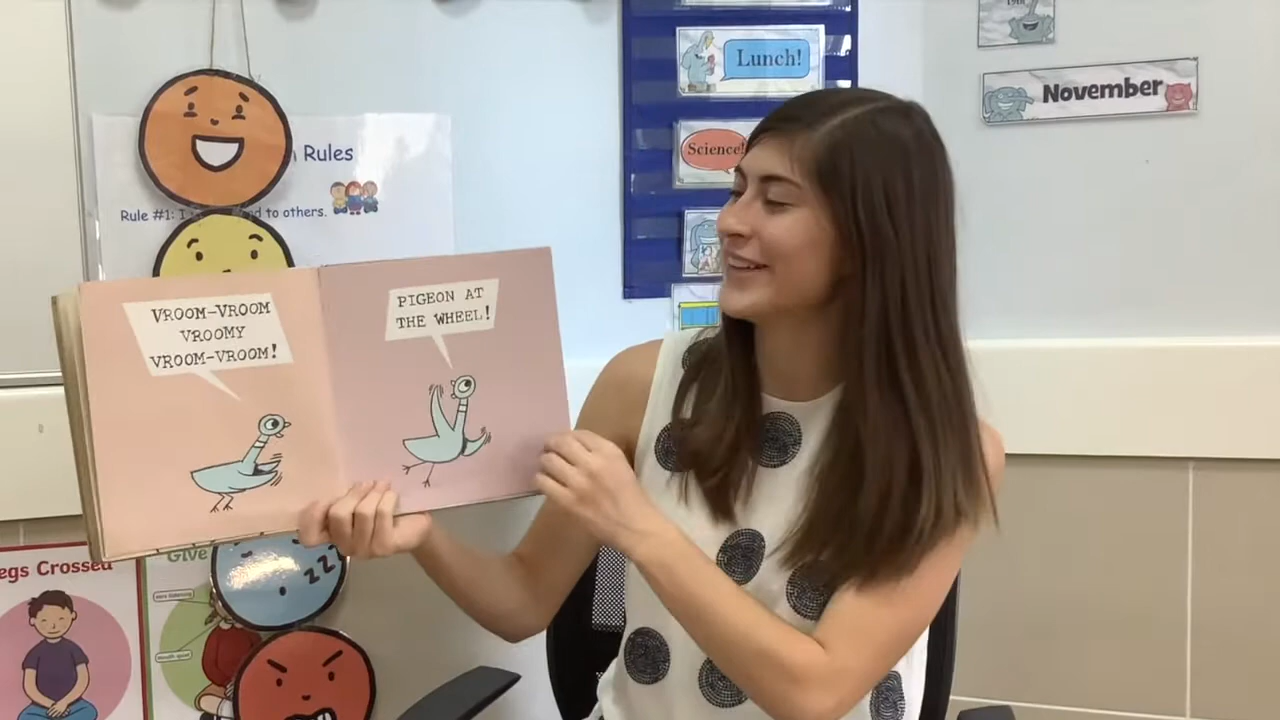 Lunch!
November
Science!
Rules
Rule #1: I to others.
VROOM-VROOM
VROOMY
VROOM-VROOM!
PIGEON AT
THE WHEEL!
zzz
Crossed
Give